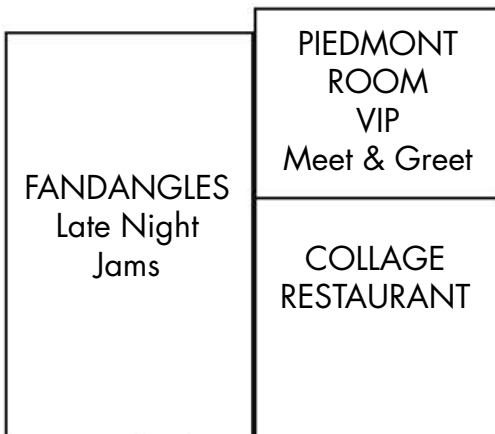 FANDANGLES
Late Night
Jams
PIEDMONT
ROOM
VIP
Meet & Greet
COLLAGE
RESTAURANT